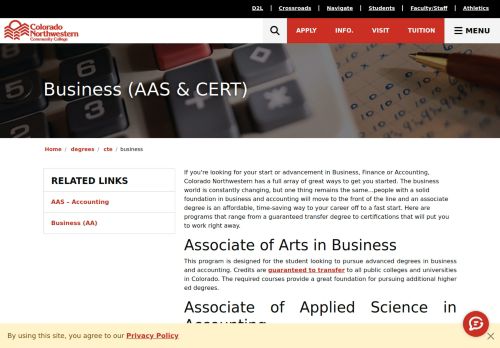 D2L | Crossroads | Navigate | Students | Faculty/Staff | Athletics
Colorado
Northwestern
Community College
APPLY INFO. VISIT TUITION MENU
Business (AAS & CERT)
Home / degrees / cte / business
RELATED LINKS
AAS – Accounting
Business (AA)
If you're looking for your start or advancement in Business, Finance or Accounting,
Colorado Northwestern has a full array of great ways to get you started. The business
world is constantly changing, but one thing remains the same...people with a solid
foundation in business and accounting will move to the front of the line and an associate
degree is an affordable, time-saving way to your career off to a fast start. Here are
programs that range from a guaranteed transfer degree to certifications that will put you
to work right away.
Associate of Arts in Business
This program is designed for the student looking to pursue advanced degrees in business
and accounting. Credits are guaranteed to transfer to all public colleges and universities
in Colorado. The required courses provide a great foundation for pursuing additional higher
ed degrees.
Associate of Applied Science in
Accounting
By using this site, you agree to our Privacy Policy
×